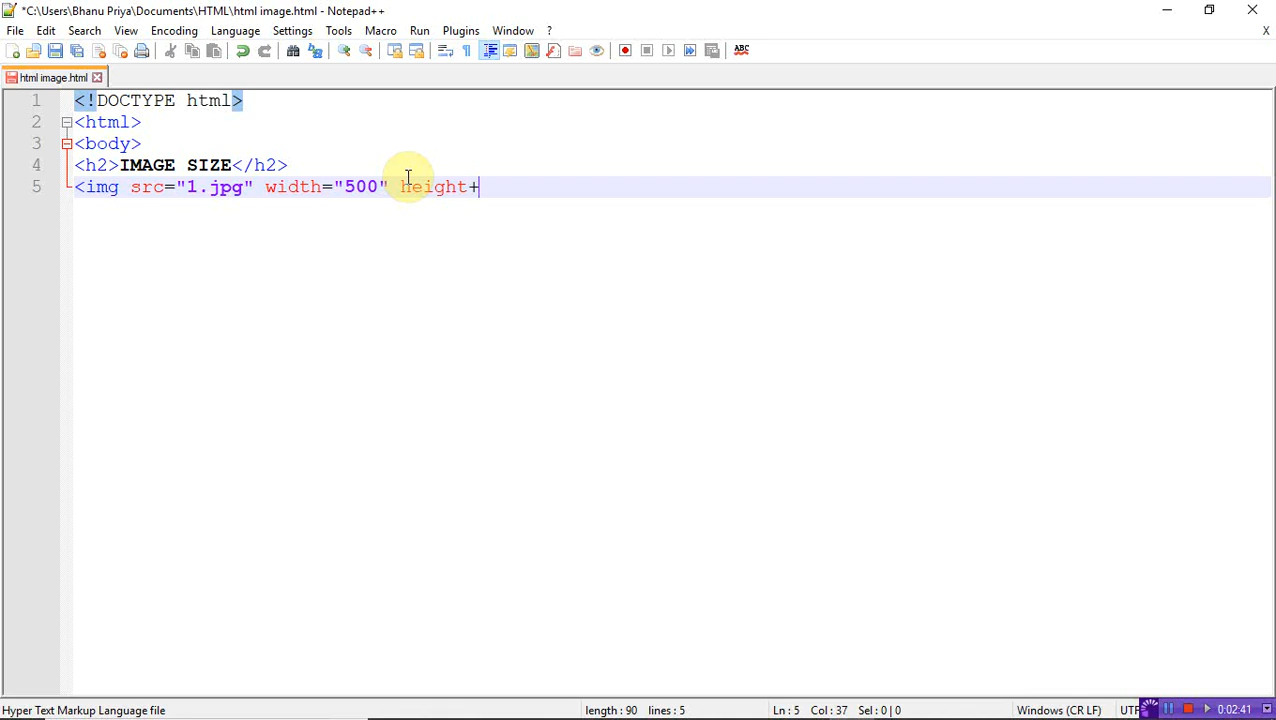 *C:\Users\Bhanu Priya\Documents\HTML\html image.html - Notepad++
File Edit Search View Encoding Language Settings Tools Macro Run Plugins Window ? X
ABC
html image.html
1 <!DOCTYPE html>
2 <html>
3 <body>
4 <h2>IMAGE SIZE</h2>
5 <img src="1.jpg" width="500" height+
Hyper Text Markup Language file length : 90 lines : 5 Ln : 5 Col : 37 Sel : 0 | 0 Windows (CR LF) UTF 0:02:41